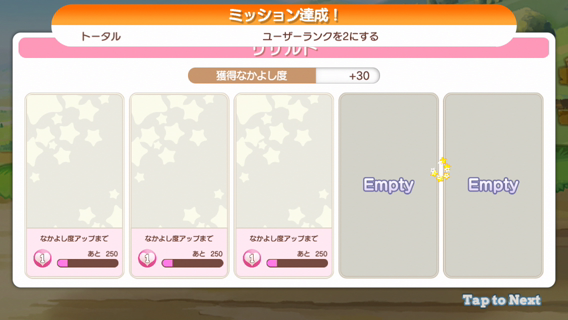 ミッション達成！
トータル ユーザーランクを2にする
リザルト
獲得なかよし度 +30
なかよし度アップまで なかよし度アップまで なかよし度アップまで
1 あと 250 1 あと 250 1 あと 250
Empty Empty
Tap to Next